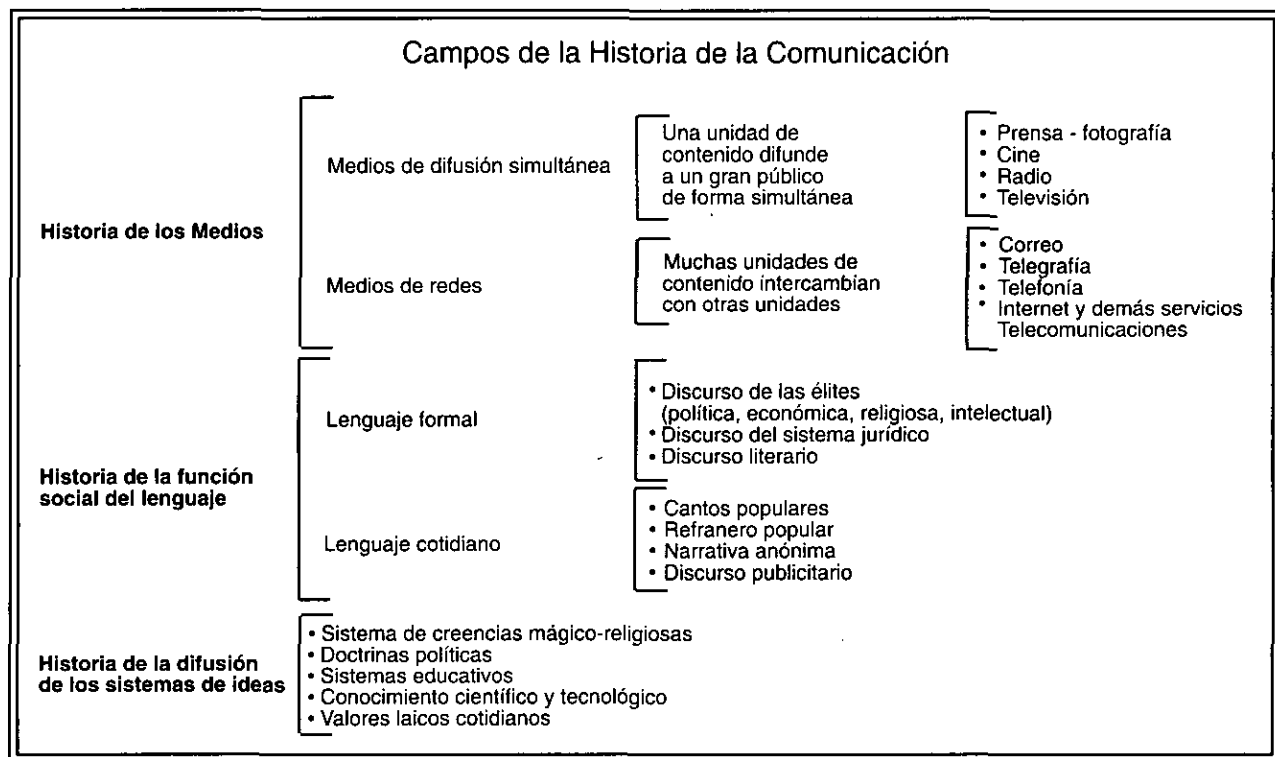 Campos de la Historia de la Comunicación
Historia de los Medios
Medios de difusión simultánea
Una unidad de
contenido difunde
a un gran público
de forma simultánea
• Prensa - fotografía
• Cine
• Radio
• Televisión
Medios de redes
Muchas unidades de
contenido intercambian
con otras unidades
• Correo
• Telegrafía
• Telefonía
• Internet y demás servicios
Telecomunicaciones
Historia de la función
social del lenguaje
Lenguaje formal
• Discurso de las élites
(política, económica, religiosa, intelectual)
• Discurso del sistema jurídico
• Discurso literario
Lenguaje cotidiano
• Cantos populares
• Refranero popular
• Narrativa anónima
• Discurso publicitario
Historia de la difusión
de los sistemas de ideas
• Sistema de creencias mágico-religiosas
• Doctrinas políticas
• Sistemas educativos
• Conocimiento científico y tecnológico
• Valores laicos cotidianos